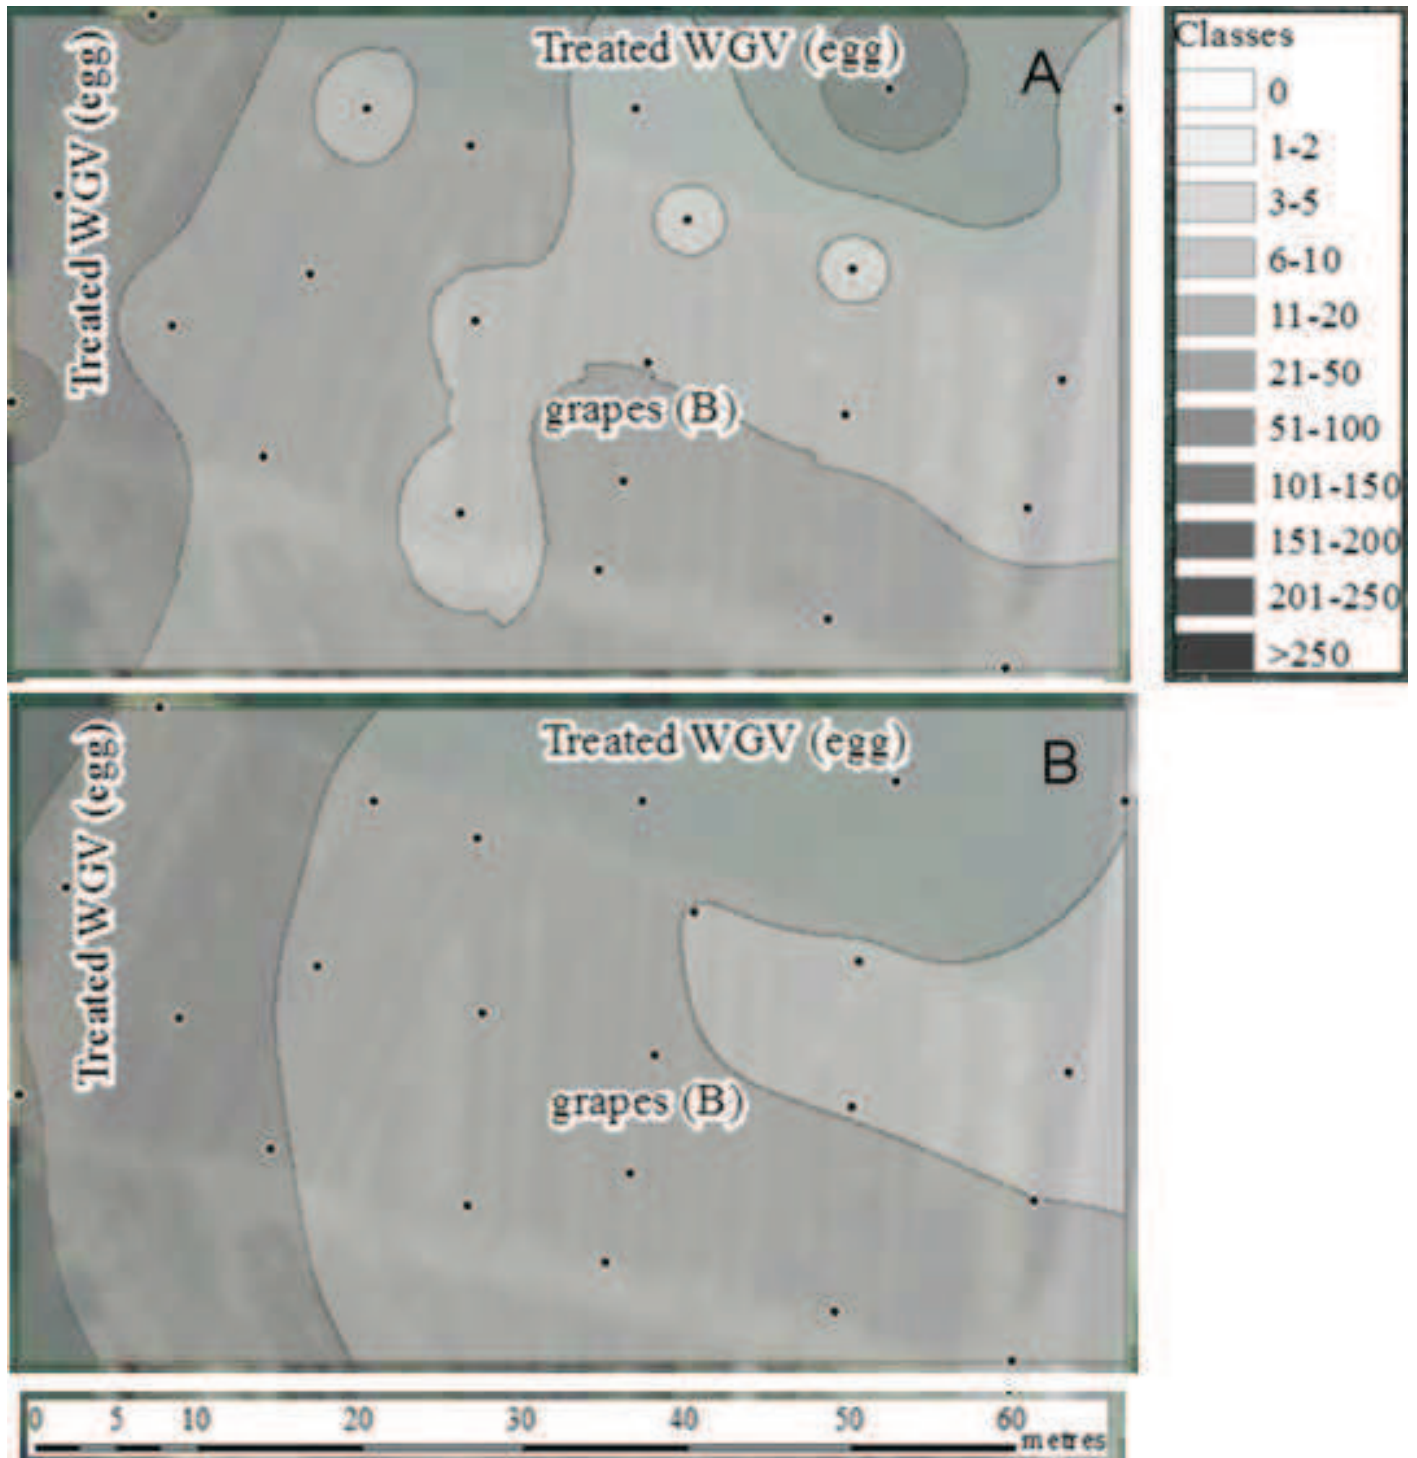 Treated WGV (egg)
Treated WGV (egg)
A
grapes (B)
Classes
0
1-2
3-5
6-10
11-20
21-50
51-100
101-150
151-200
201-250
>250
Treated WGV (egg)
Treated WGV (egg)
B
grapes (B)
0 5 10 20 30 40 50 60
metres